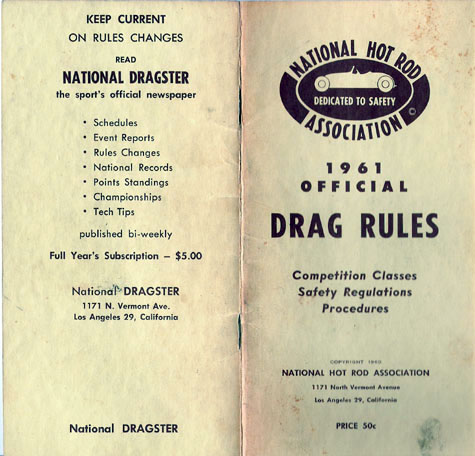 KEEP CURRENT
ON RULES CHANGES
READ
NATIONAL DRAGSTER
the sport's official newspaper
• Schedules
• Event Reports
• Rules Changes
• National Records
• Points Standings
• Championships
• Tech Tips
published bi-weekly
Full Year's Subscription – $5.00
National DRAGSTER
1171 N. Vermont Ave.
Los Angeles 29, California
National DRAGSTER
NATIONAL HOT ROD
DEDICATED TO SAFETY
ASSOCIATION
©
1961
OFFICIAL
DRAG RULES
Competition Classes
Safety Regulations
Procedures
COPYRIGHT 1960
NATIONAL HOT ROD ASSOCIATION
1171 North Vermont Avenue
Los Angeles 29, California
PRICE 50c